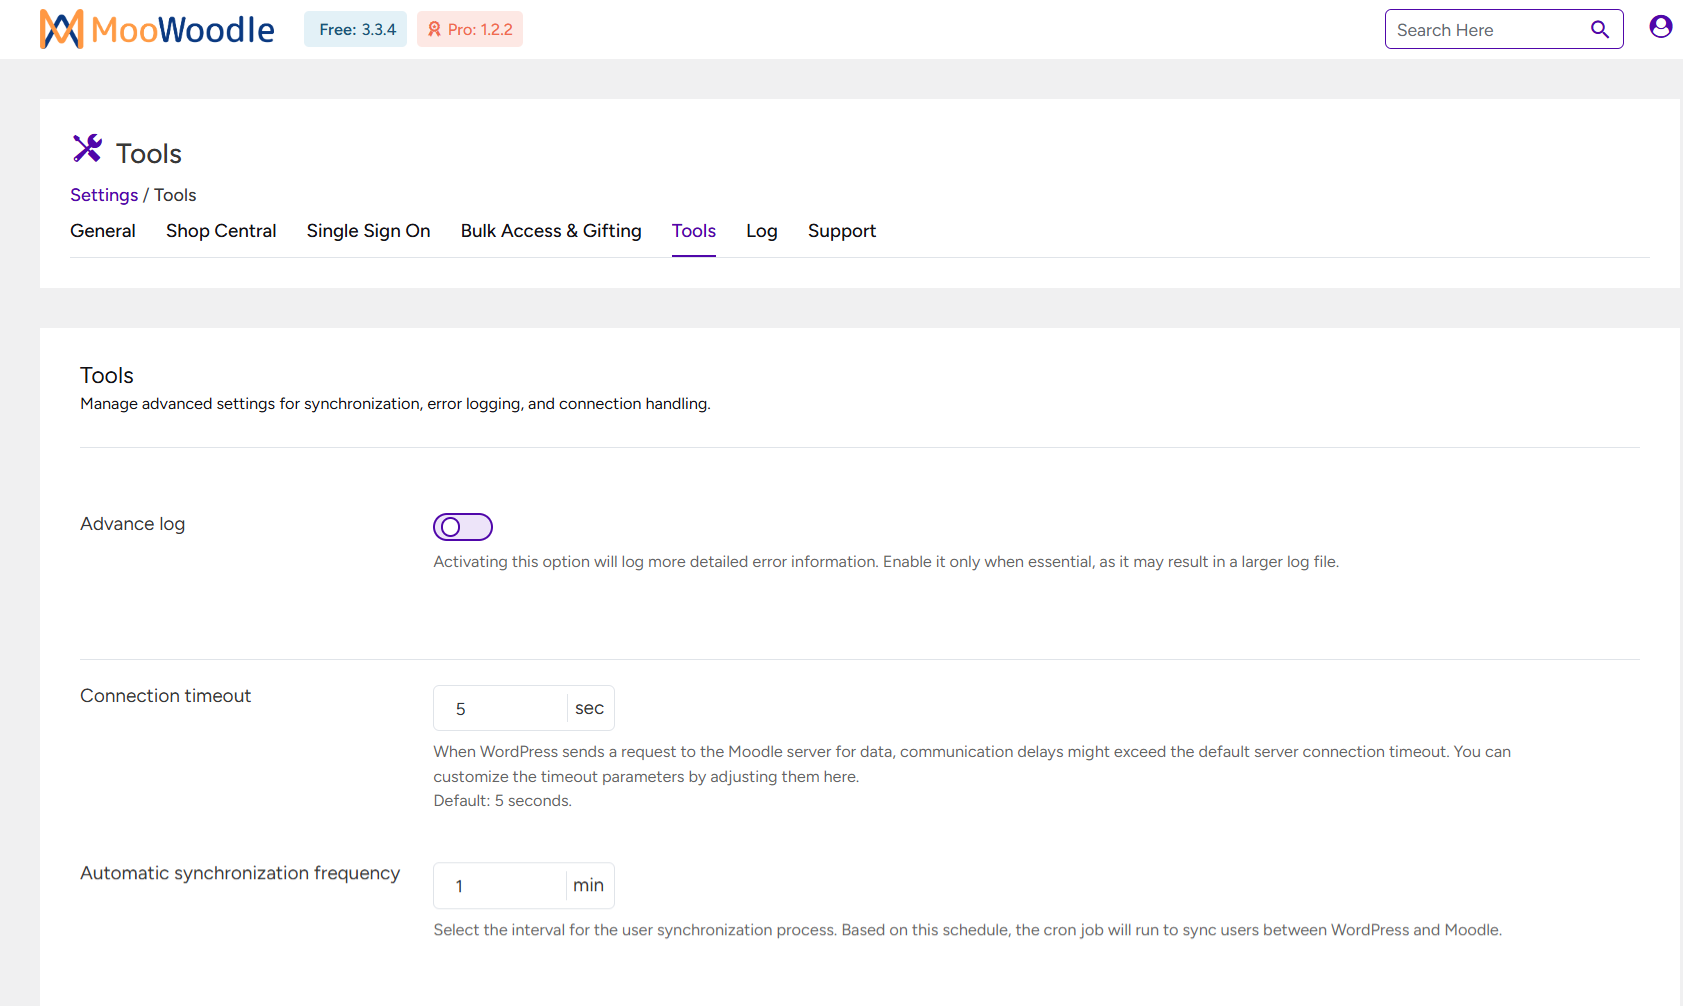 MooWoodle
Free: 3.3.4
Pro: 1.2.2
Search Here
Tools
Settings / Tools
General Shop Central Single Sign On Bulk Access & Gifting Tools Log Support
Tools
Manage advanced settings for synchronization, error logging, and connection handling.
Advance log
Activating this option will log more detailed error information. Enable it only when essential, as it may result in a larger log file.
Connection timeout
5 sec
When WordPress sends a request to the Moodle server for data, communication delays might exceed the default server connection timeout. You can
customize the timeout parameters by adjusting them here.
Default: 5 seconds.
Automatic synchronization frequency
1 min
Select the interval for the user synchronization process. Based on this schedule, the cron job will run to sync users between WordPress and Moodle.